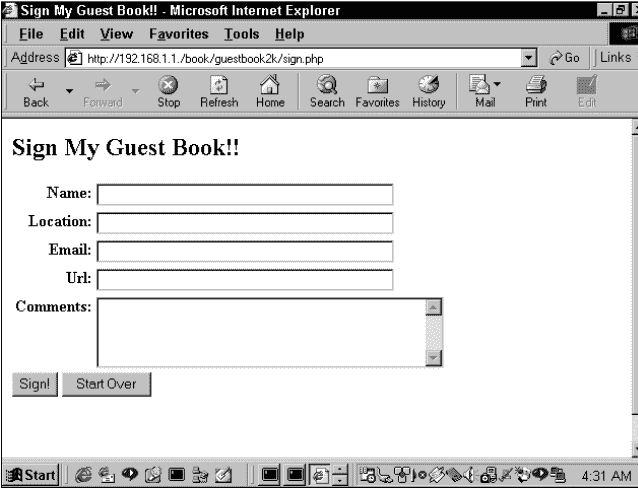 Sign My Guest Book!! - Microsoft Internet Explorer
File Edit View Favorites Tools Help
Address http://192.168.1.1./book/guestbook2k/sign.php Go Links
Back Forward Stop Refresh Home Search Favorites History Mail Print Edit
Sign My Guest Book!!
Name:
Location:
Email:
Url:
Comments:
Sign! Start Over
Start 4:31 AM